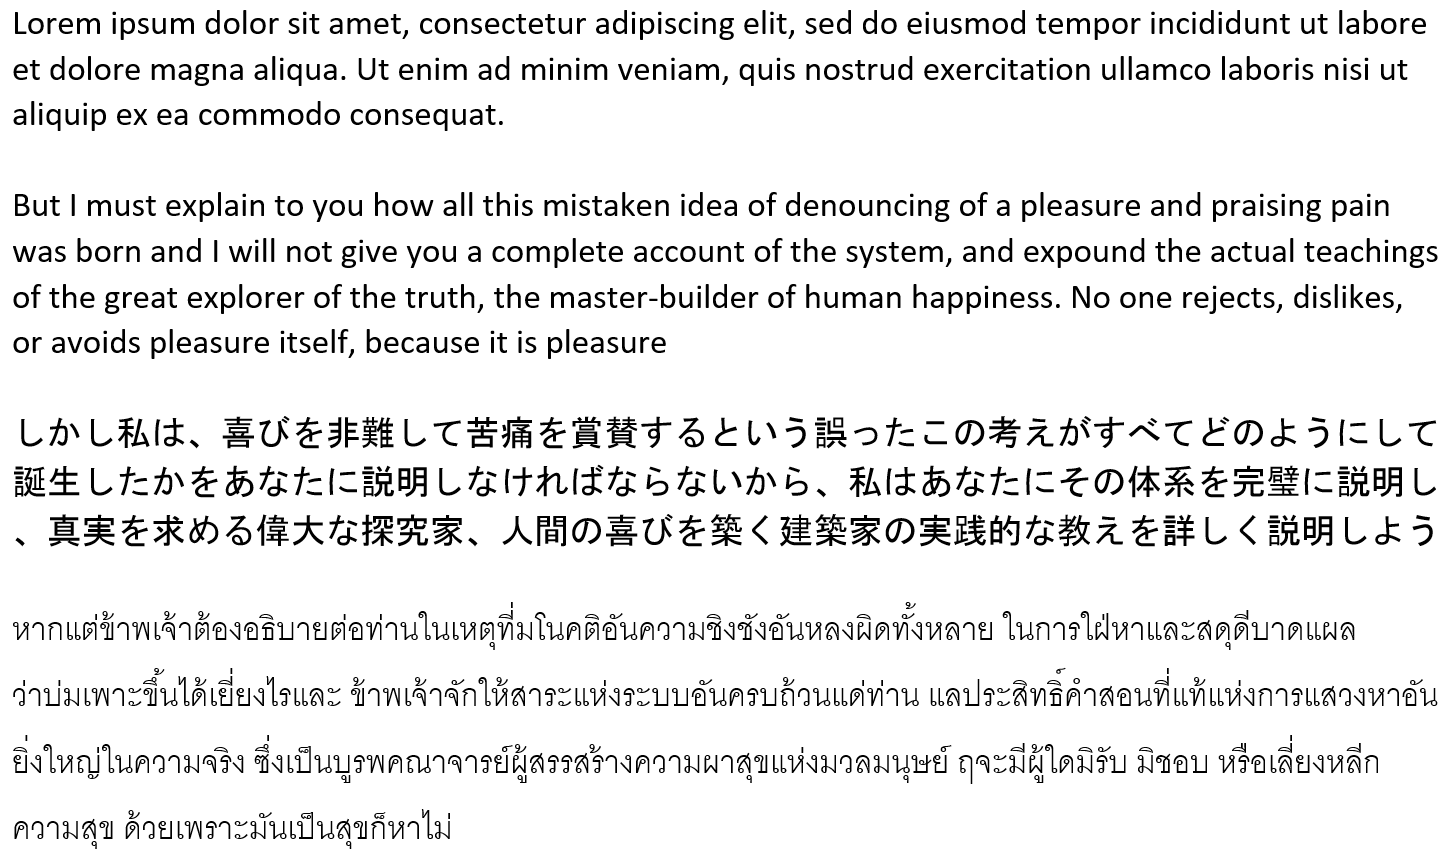 Lorem ipsum dolor sit amet, consectetur adipiscing elit, sed do eiusmod tempor incididunt ut labore
et dolore magna aliqua. Ut enim ad minim veniam, quis nostrud exercitation ullamco laboris nisi ut
aliquip ex ea commodo consequat.
But I must explain to you how all this mistaken idea of denouncing of a pleasure and praising pain
was born and I will not give you a complete account of the system, and expound the actual teachings
of the great explorer of the truth, the master-builder of human happiness. No one rejects, dislikes,
or avoids pleasure itself, because it is pleasure
しかし私は、喜びを非難して苦痛を賞賛するという誤ったこの考えがすべてどのようにして
誕生したかをあなたに説明しなければならないから、私はあなたにその体系を完璧に説明し
、真実を求める偉大な探究家、人間の喜びを築く建築家の実践的な教えを詳しく説明しよう
หากแต่ข้าพเจ้าต้องอธิบายต่อท่านในเหตุที่มโนคติอันความชิงชังอันหลงผิดทั้งหลาย ในการใฝ่หาและสดุดีบาดแผล
ว่าบ่มเพาะขึ้นได้เยี่ยงไรและ ข้าพเจ้าจักให้สาระแห่งระบบอันครบถ้วนแด่ท่าน แลประสิทธิ์คำสอนที่แท้แห่งการแสวงหาอัน
ยิ่งใหญ่ในความจริง ซึ่งเป็นบูรพคณาจารย์ผู้สรรสร้างความผาสุขแห่งมวลมนุษย์ ฤจะมีผู้ใดมิรับ มิชอบ หรือเลี่ยงหลีก
ความสุข ด้วยเพราะมันเป็นสุขก็หาไม่